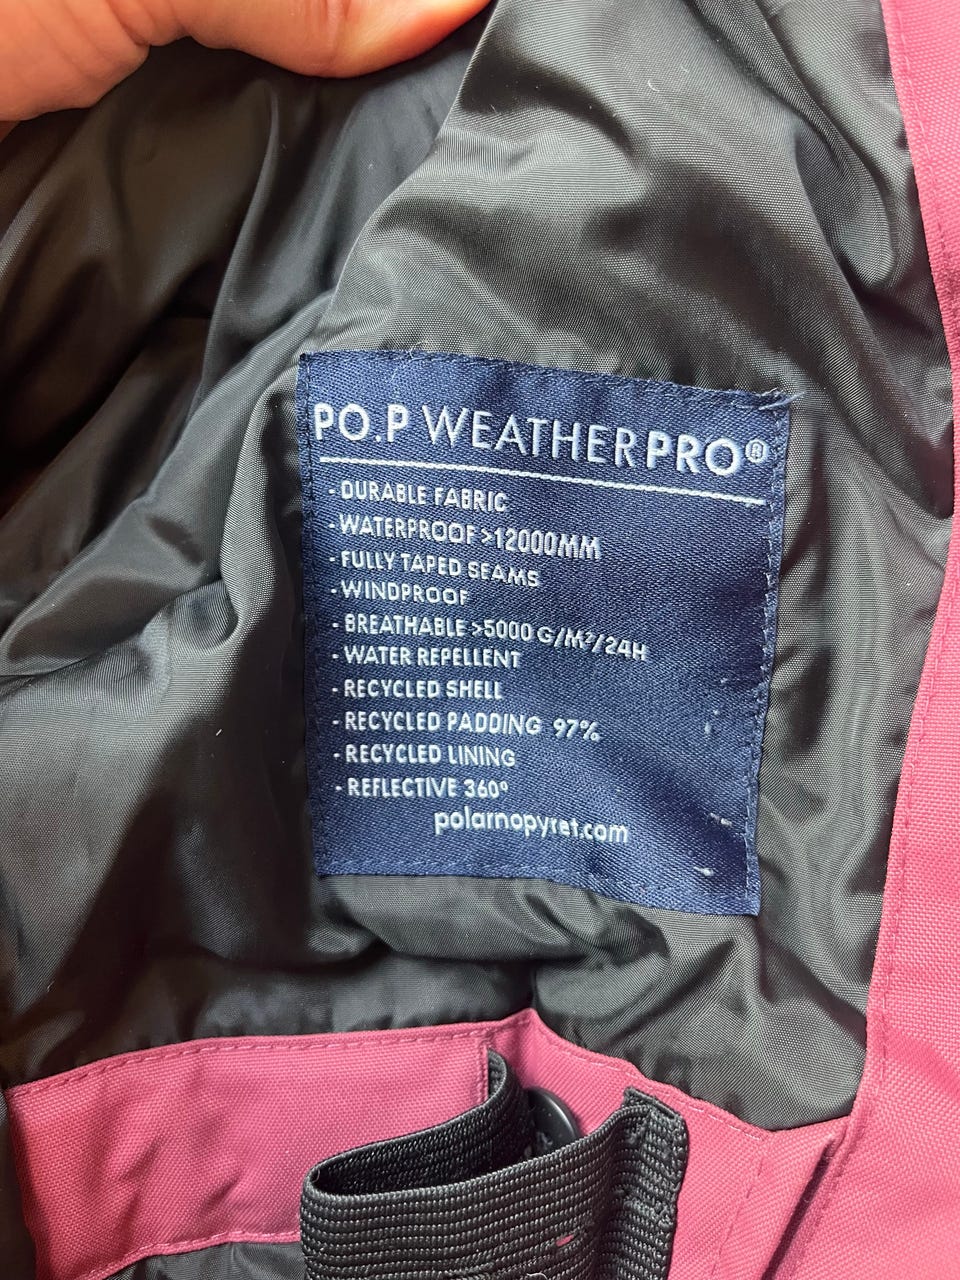 PO.P WEATHERPRO®
- DURABLE FABRIC
- WATERPROOF >12000MM
- FULLY TAPED SEAMS
- WINDPROOF
- BREATHABLE >5000 G/M²/24H
- WATER REPELLENT
- RECYCLED SHELL
- RECYCLED PADDING 97%
- RECYCLED LINING
- REFLECTIVE 360°
polarnopyret.com